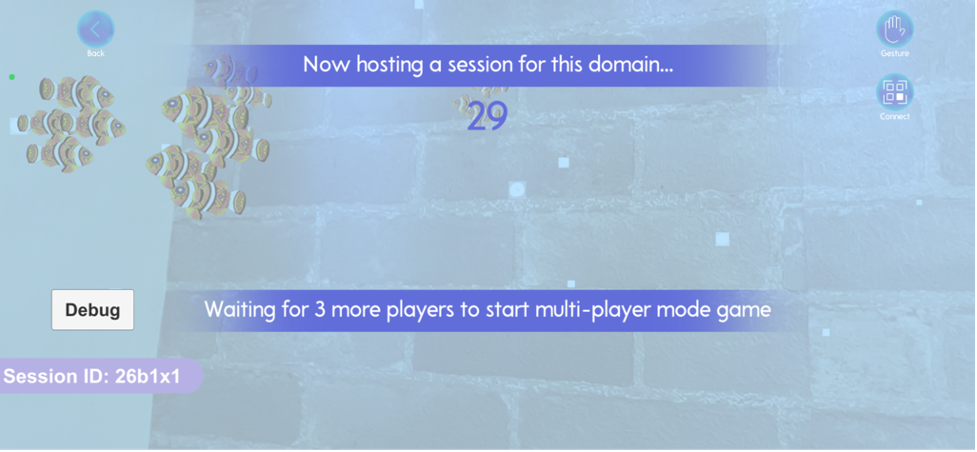 Back
Now hosting a session for this domain...
Gesture
29
Connect
Debug
Waiting for 3 more players to start multi-player mode game
Session ID: 26b1x1